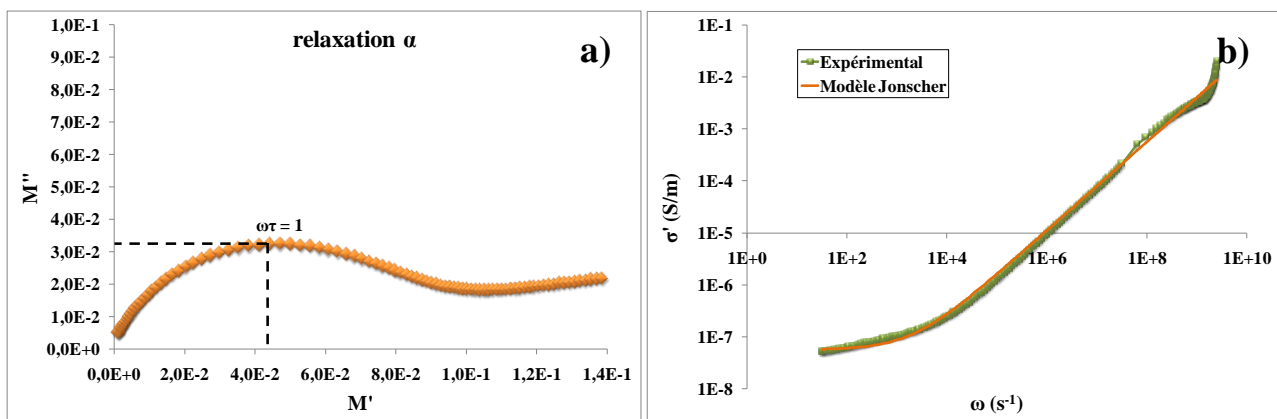 relaxation α
a)
1,0E-1
9,0E-2
8,0E-2
7,0E-2
6,0E-2
5,0E-2
4,0E-2
3,0E-2
2,0E-2
1,0E-2
0,0E+0
M"
ωτ = 1
0,0E+0 2,0E-2 4,0E-2 6,0E-2 8,0E-2 1,0E-1 1,2E-1 1,4E-1
M'
b)
Expérimental
Modèle Jonscher
1E-1
1E-2
1E-3
1E-4
1E-5
1E-6
1E-7
1E-8
σ' (S/m)
1E+0 1E+2 1E+4 1E+6 1E+8 1E+10
ω (s⁻¹)